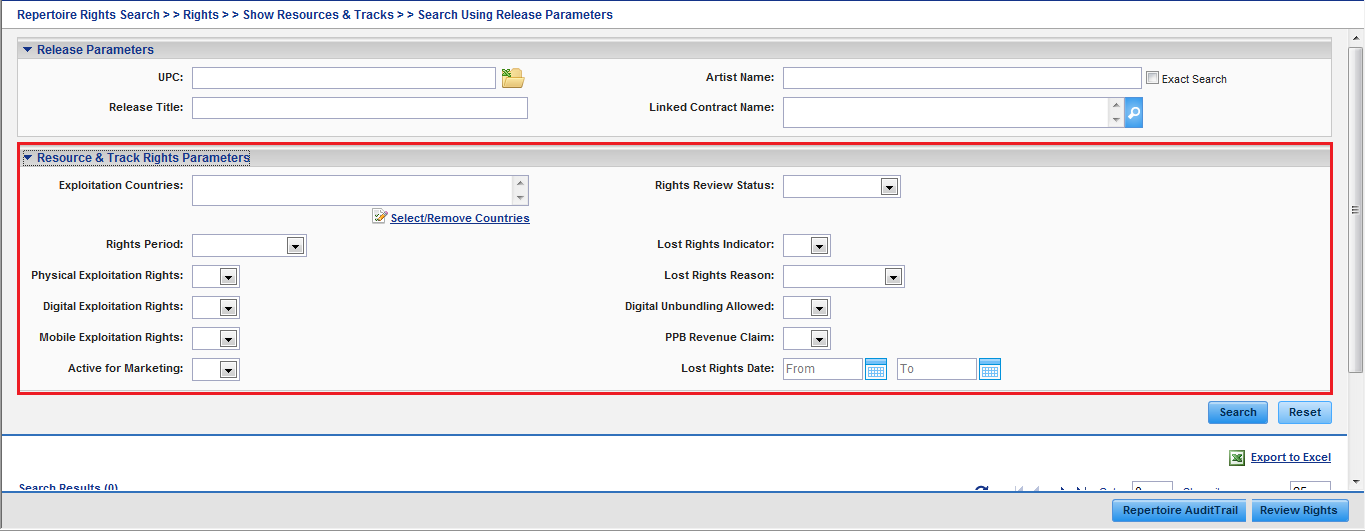 Repertoire Rights Search > > Rights > > Show Resources & Tracks > > Search Using Release Parameters
Release Parameters
UPC:
Artist Name:
Exact Search
Release Title:
Linked Contract Name:
Resource & Track Rights Parameters
Exploitation Countries:
Rights Review Status:
Select/Remove Countries
Rights Period:
Lost Rights Indicator:
Physical Exploitation Rights:
Lost Rights Reason:
Digital Exploitation Rights:
Digital Unbundling Allowed:
Mobile Exploitation Rights:
PPB Revenue Claim:
Active for Marketing:
Lost Rights Date:
From
To
Search
Reset
Export to Excel
Search Results (0)
Repertoire AuditTrail
Review Rights